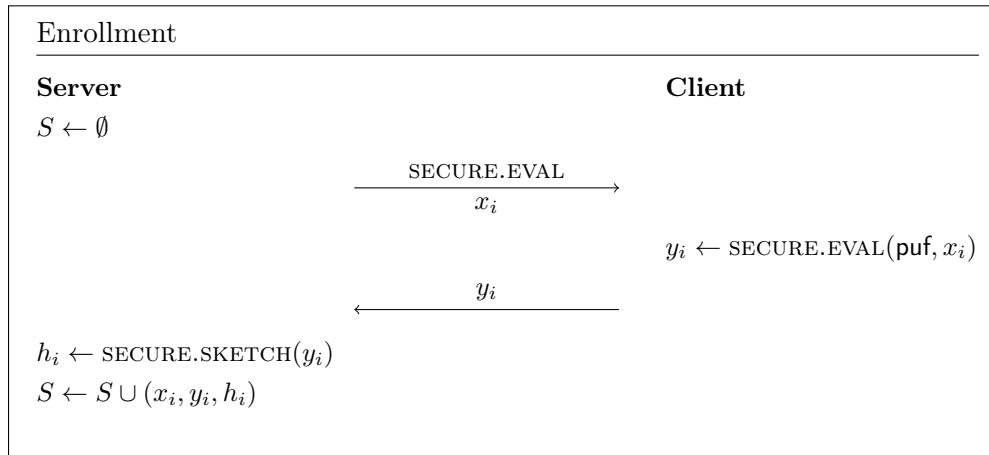 Enrollment
Server Client
S ← ∅
SECURE.EVAL
x_i
y_i ← SECURE.EVAL(puf, x_i)
y_i
h_i ← SECURE.SKETCH(y_i)
S ← S ∪ (x_i, y_i, h_i)